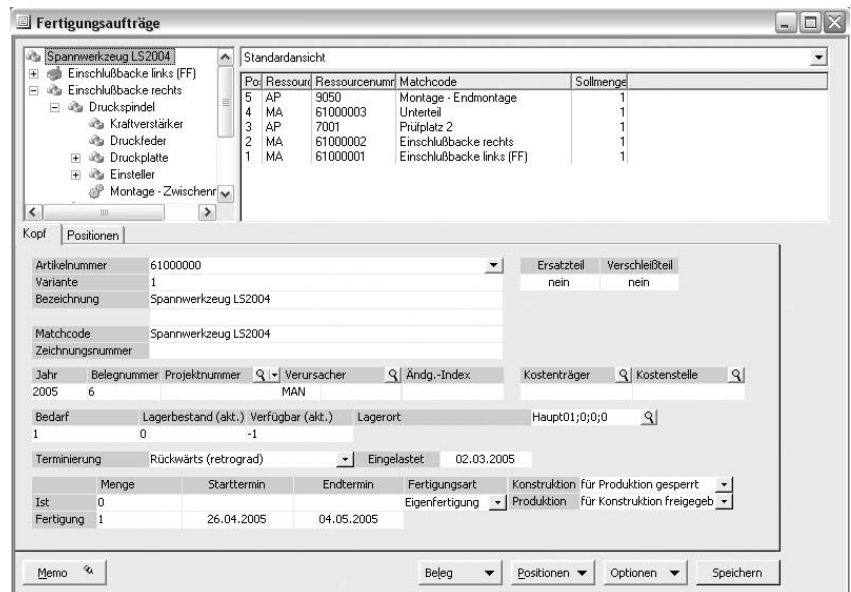 Fertigungsaufträge
Spannwerkzeug LS2004
Einschlußbacke links (FF)
Einschlußbacke rechts
Druckspindel
Kraftverstärker
Druckfeder
Druckplatte
Einsteller
Montage - Zwischenr
Standardansicht
Po: Ressour Ressourcenumr Matchcode Sollmenge
5 AP 9050 Montage - Endmontage 1
4 MA 61000003 Unterteil 1
3 AP 7001 Prüfplatz 2 1
2 MA 61000002 Einschlußbacke rechts 1
1 MA 61000001 Einschlußbacke links (FF) 1
Kopf Positionen
Artikelnummer 61000000 Ersatzteil Verschleißteil
Variante 1 nein nein
Bezeichnung Spannwerkzeug LS2004
Matchcode Spannwerkzeug LS2004
Zeichnungsnummer
Jahr Belegnummer Projektnummer Verursacher Ändg.-Index Kostenträger Kostenstelle
2005 6 MAN
Bedarf Lagerbestand (akt.) Verfügbar (akt.) Lagerort Haupt01;0;0;0
1 0 -1
Terminierung Rückwärts (retrograd) Eingelastet 02.03.2005
Menge Starttermin Endtermin Fertigungsart Konstruktion für Produktion gesperrt
Ist 0 Eigenfertigung Produktion für Konstruktion freigegeb
Fertigung 1 26.04.2005 04.05.2005
Memo Beleg Positionen Optionen Speichern